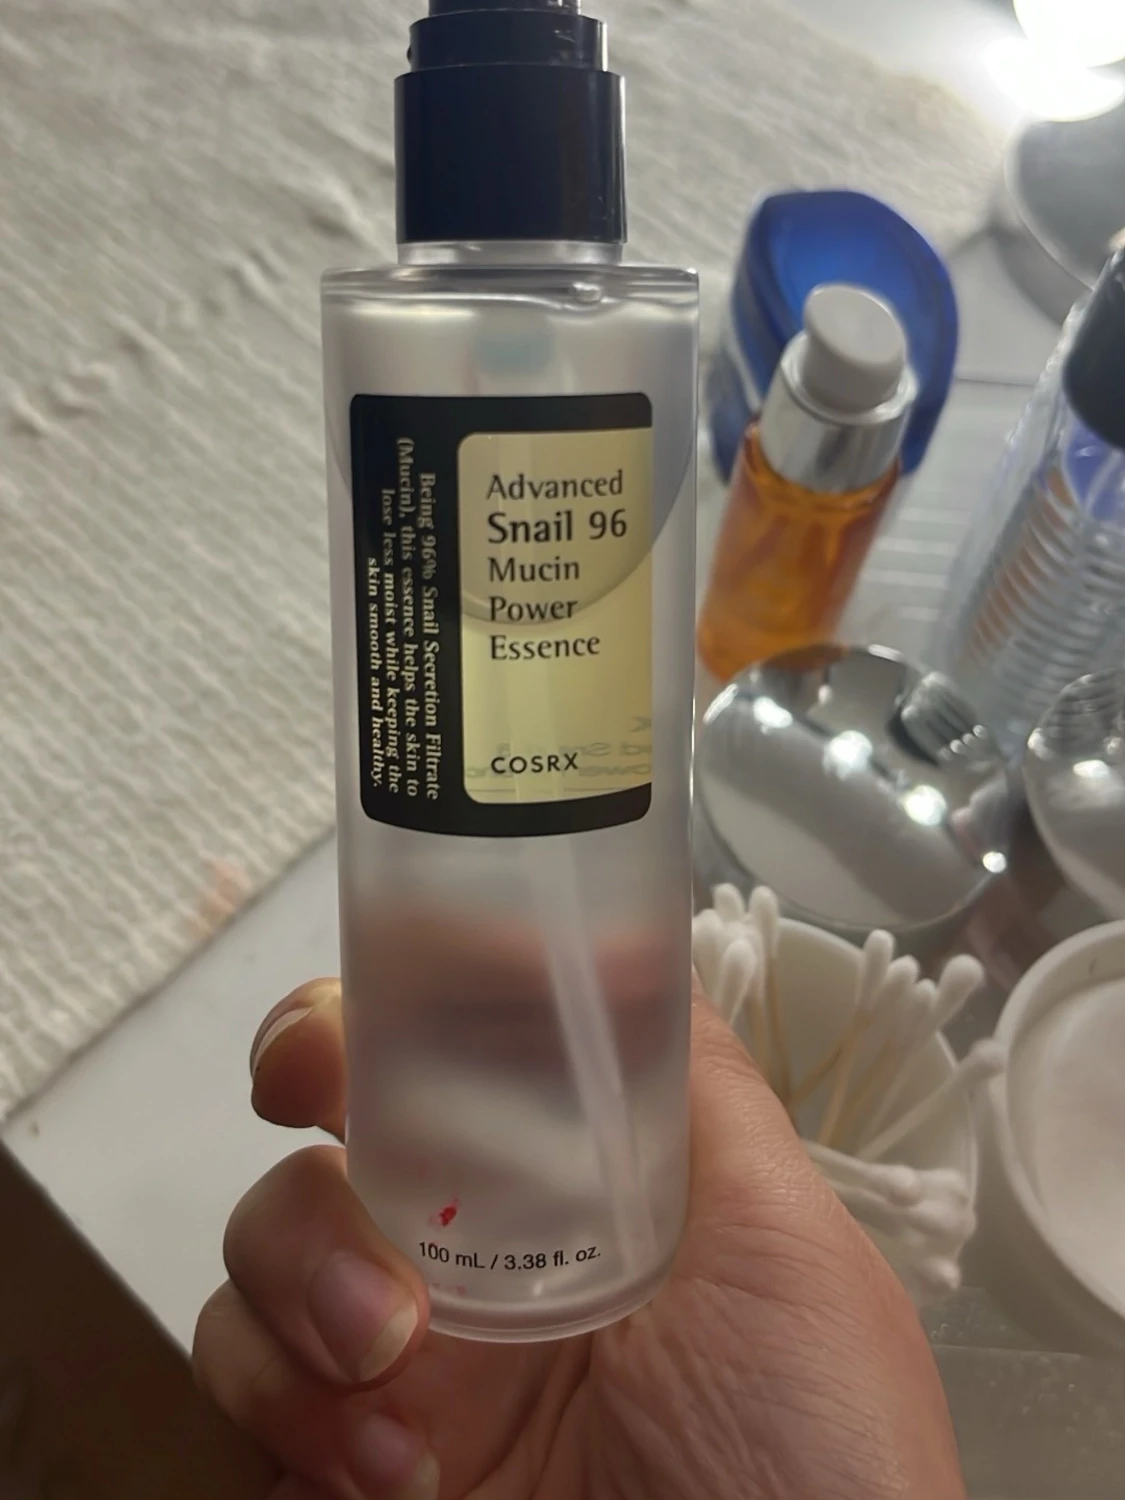 Advanced
Snail 96
Mucin
Power
Essence
COSRX
Being 96% Snail Secretion Filtrate
(Mucin), this essence helps the skin to
lose less moist while keeping the
skin smooth and healthy.
100 mL / 3.38 fl. oz.